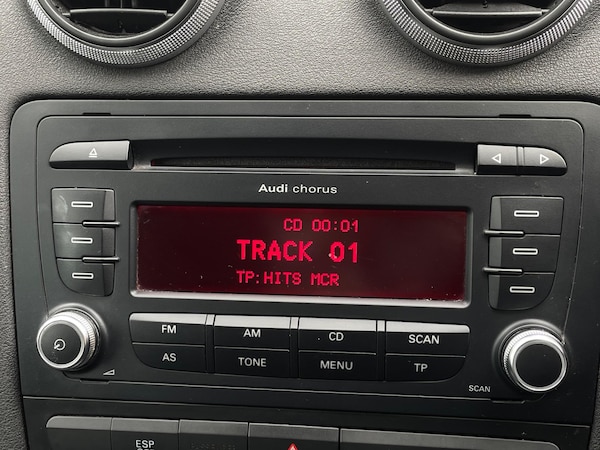 Audi chorus
CD 00:01
TRACK 01
TP:HITS MCR
FM AM CD SCAN
AS TONE MENU TP
SCAN
ESP